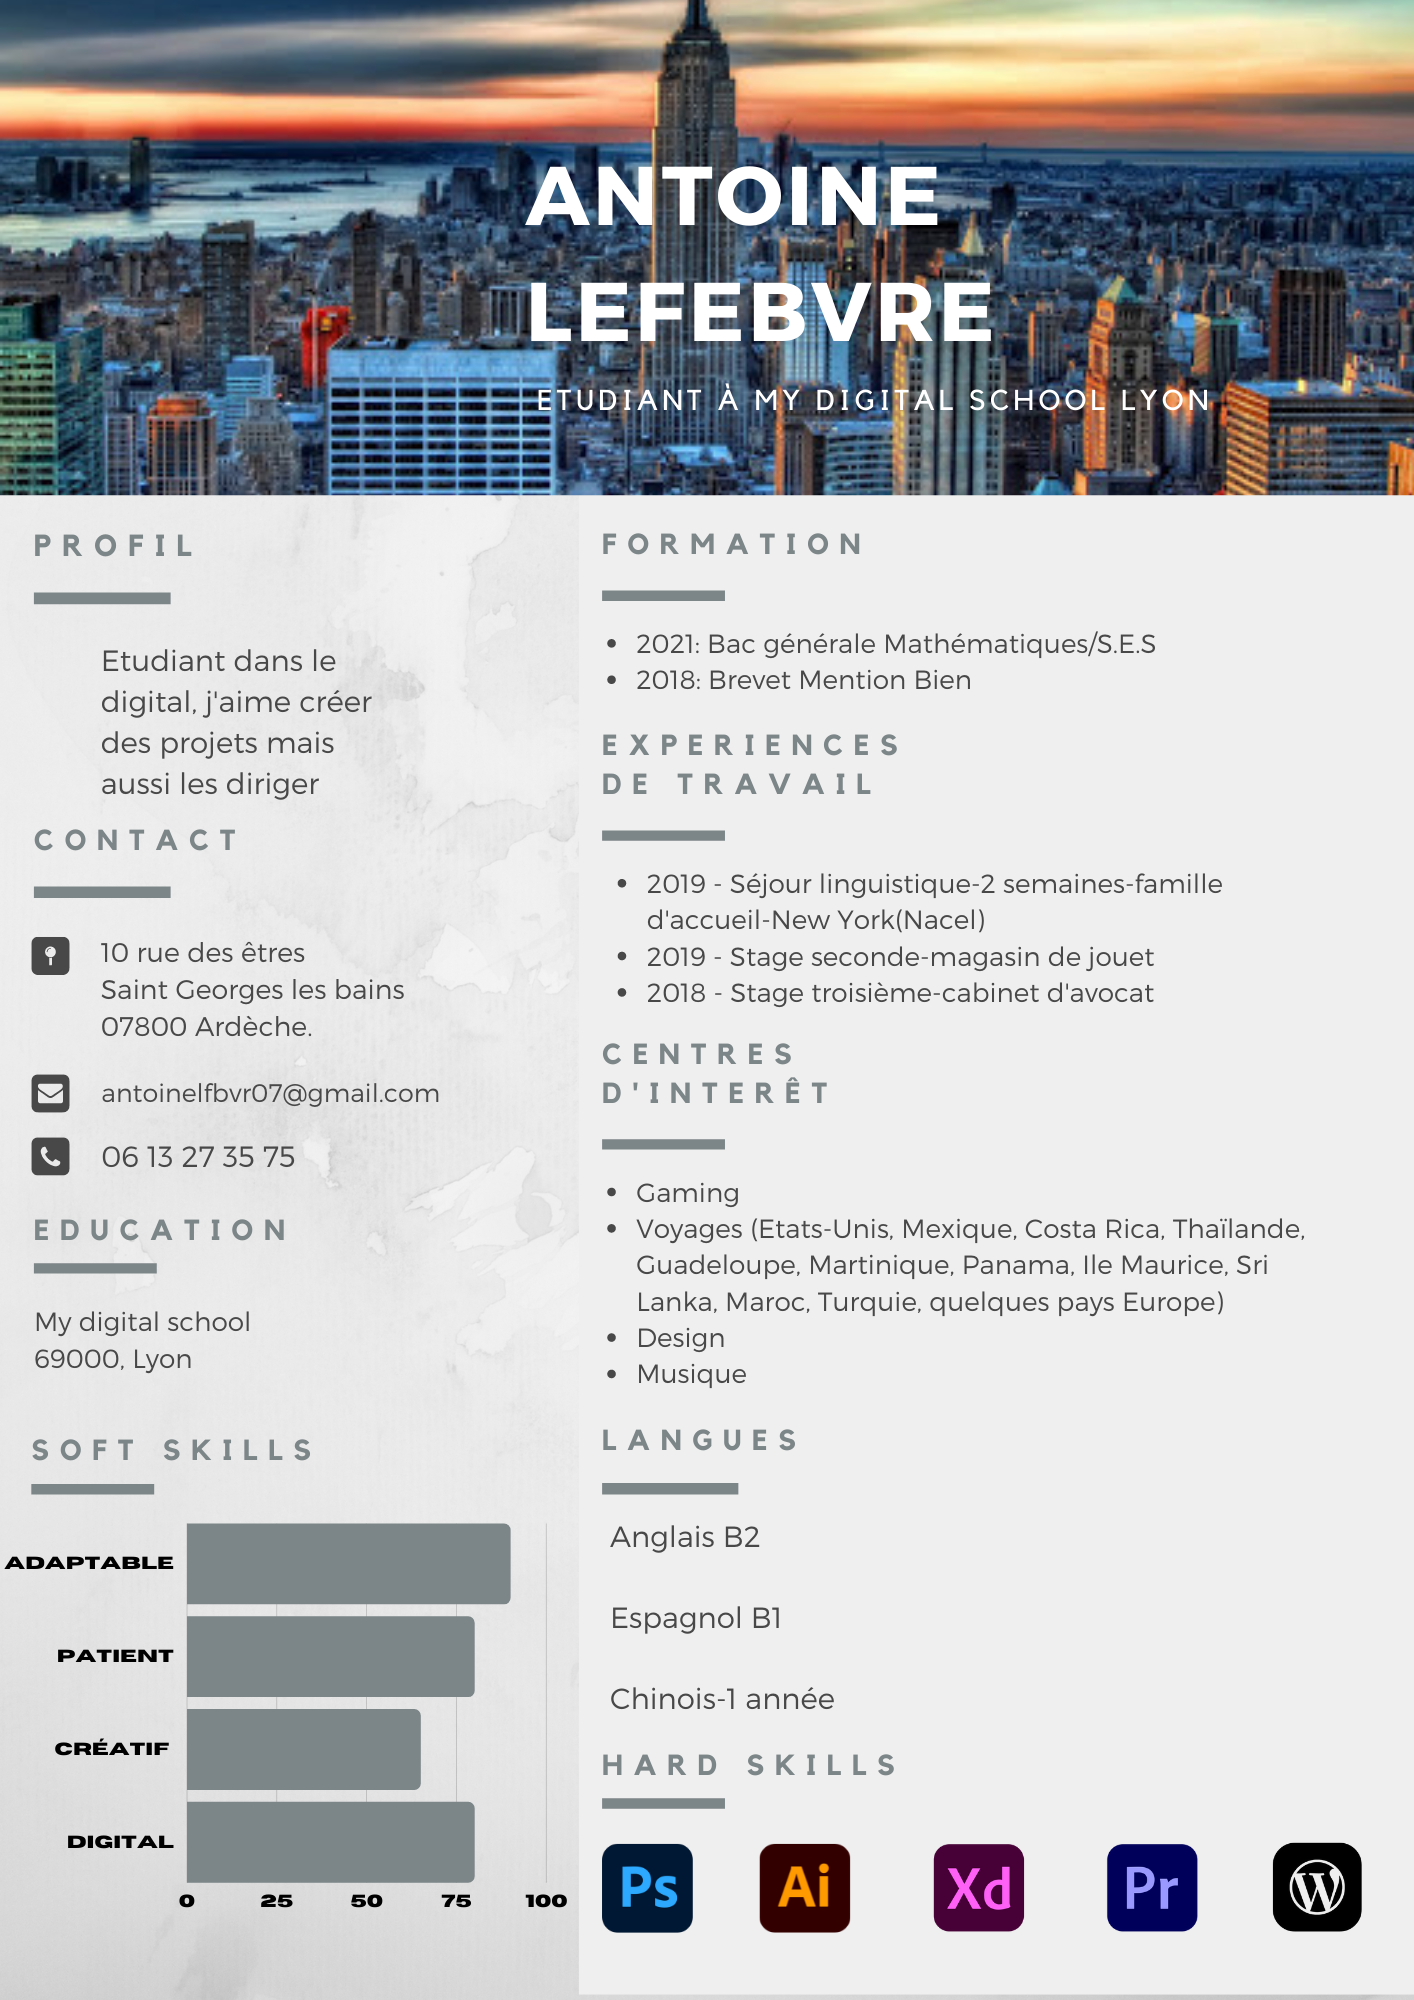 ANTOINE
LEFEBVRE
ETUDIANT À MY DIGITAL SCHOOL LYON
PROFIL
Etudiant dans le
digital, j'aime créer
des projets mais
aussi les diriger
CONTACT
10 rue des êtres
Saint Georges les bains
07800 Ardèche.
antoinelfbvr07@gmail.com
06 13 27 35 75
EDUCATION
My digital school
69000, Lyon
SOFT SKILLS
ADAPTABLE
PATIENT
CRÉATIF
DIGITAL
0 25 50 75 100
FORMATION
• 2021: Bac générale Mathématiques/S.E.S
• 2018: Brevet Mention Bien
EXPERIENCES
DE TRAVAIL
• 2019 - Séjour linguistique-2 semaines-famille
d'accueil-New York(Nacel)
• 2019 - Stage seconde-magasin de jouet
• 2018 - Stage troisième-cabinet d'avocat
CENTRES
D'INTERÊT
• Gaming
• Voyages (Etats-Unis, Mexique, Costa Rica, Thaïlande,
Guadeloupe, Martinique, Panama, Ile Maurice, Sri
Lanka, Maroc, Turquie, quelques pays Europe)
• Design
• Musique
LANGUES
Anglais B2
Espagnol B1
Chinois-1 année
HARD SKILLS
Ps Ai Xd Pr W